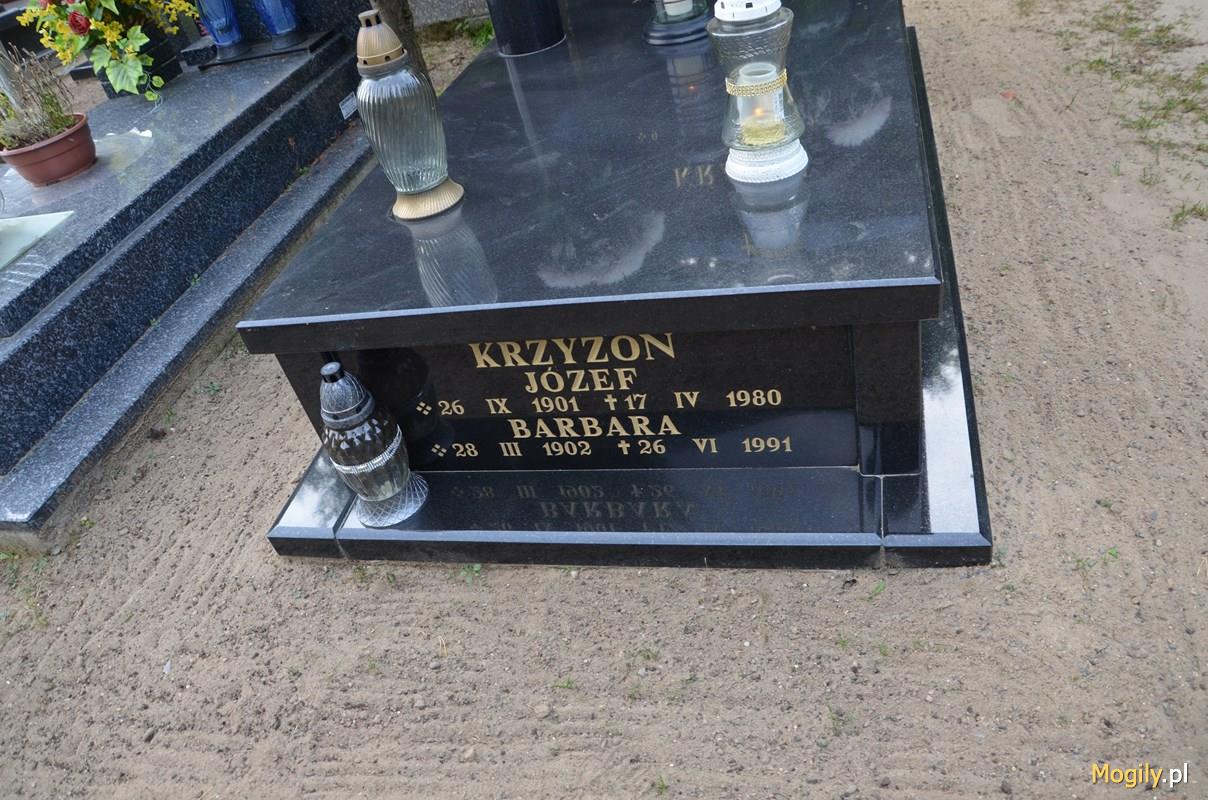 KRZYZON
JÓZEF
26 IX 1901 †17 IV 1980
BARBARA
28 III 1902 †26 VI 1991
Mogily.pl